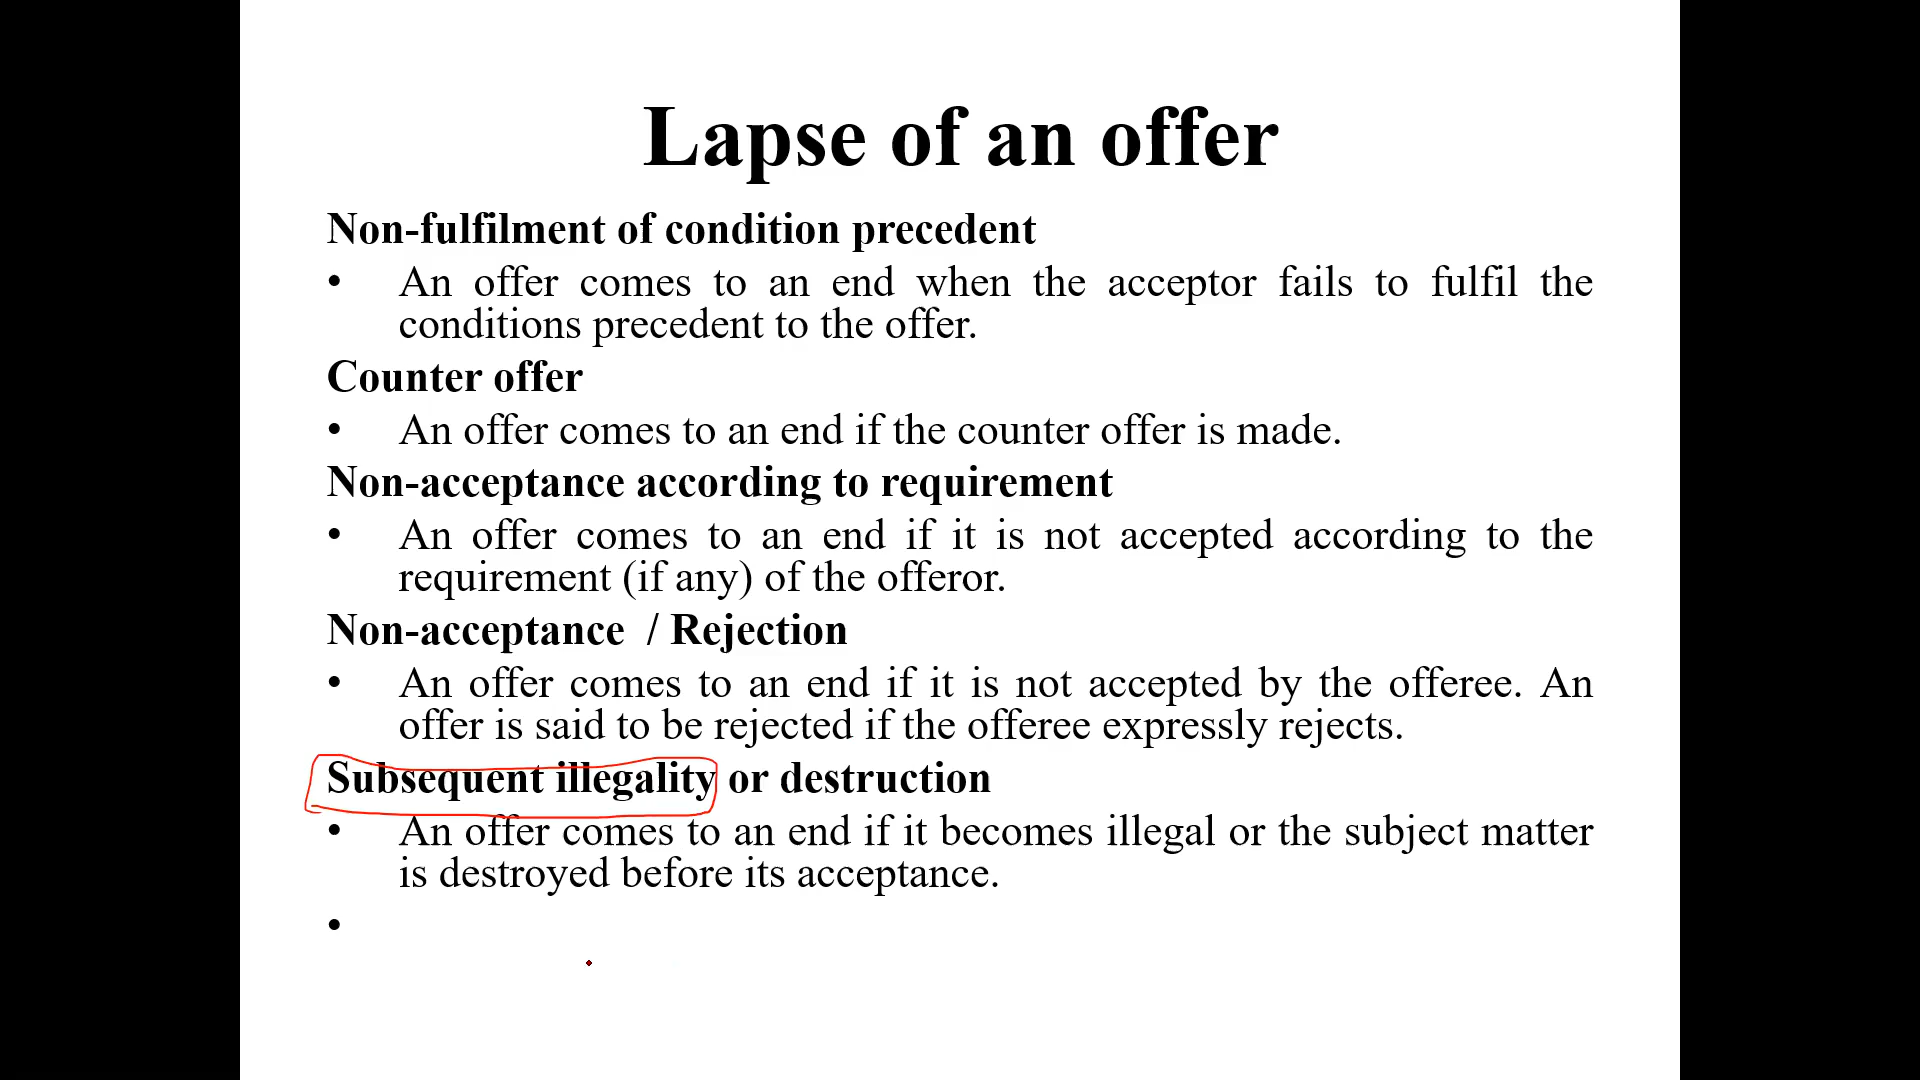 Lapse of an offer
Non-fulfilment of condition precedent
• An offer comes to an end when the acceptor fails to fulfil the
conditions precedent to the offer.
Counter offer
• An offer comes to an end if the counter offer is made.
Non-acceptance according to requirement
• An offer comes to an end if it is not accepted according to the
requirement (if any) of the offeror.
Non-acceptance / Rejection
• An offer comes to an end if it is not accepted by the offeree. An
offer is said to be rejected if the offeree expressly rejects.
Subsequent illegality or destruction
• An offer comes to an end if it becomes illegal or the subject matter
is destroyed before its acceptance.
•